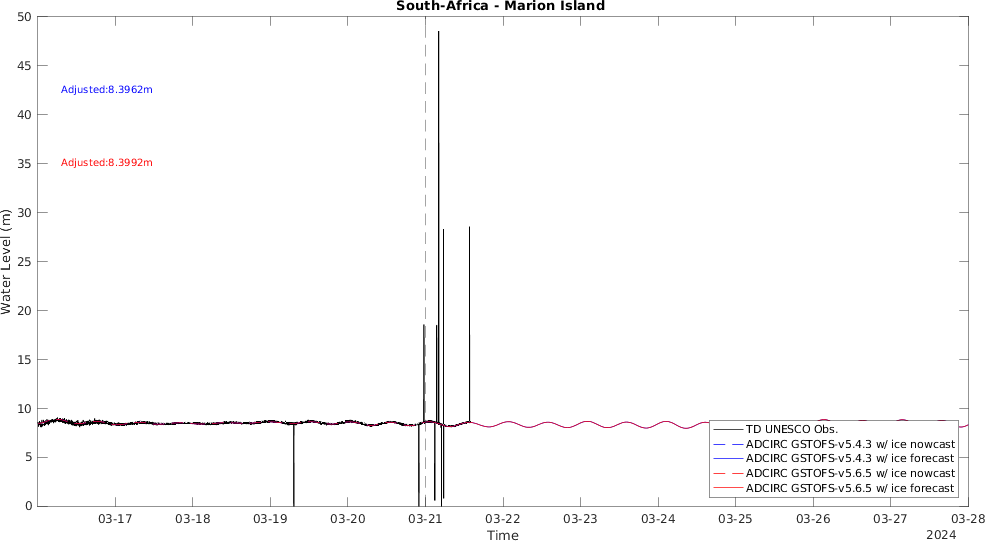 South-Africa - Marion Island
50
45
40
35
30
25
20
15
10
5
0
Water Level (m)
Adjusted:8.3962m
Adjusted:8.3992m
TD UNESCO Obs.
ADCIRC GSTOFS-v5.4.3 w/ ice nowcast
ADCIRC GSTOFS-v5.4.3 w/ ice forecast
ADCIRC GSTOFS-v5.6.5 w/ ice nowcast
ADCIRC GSTOFS-v5.6.5 w/ ice forecast
03-17 03-18 03-19 03-20 03-21 03-22 03-23 03-24 03-25 03-26 03-27 03-28
Time
2024